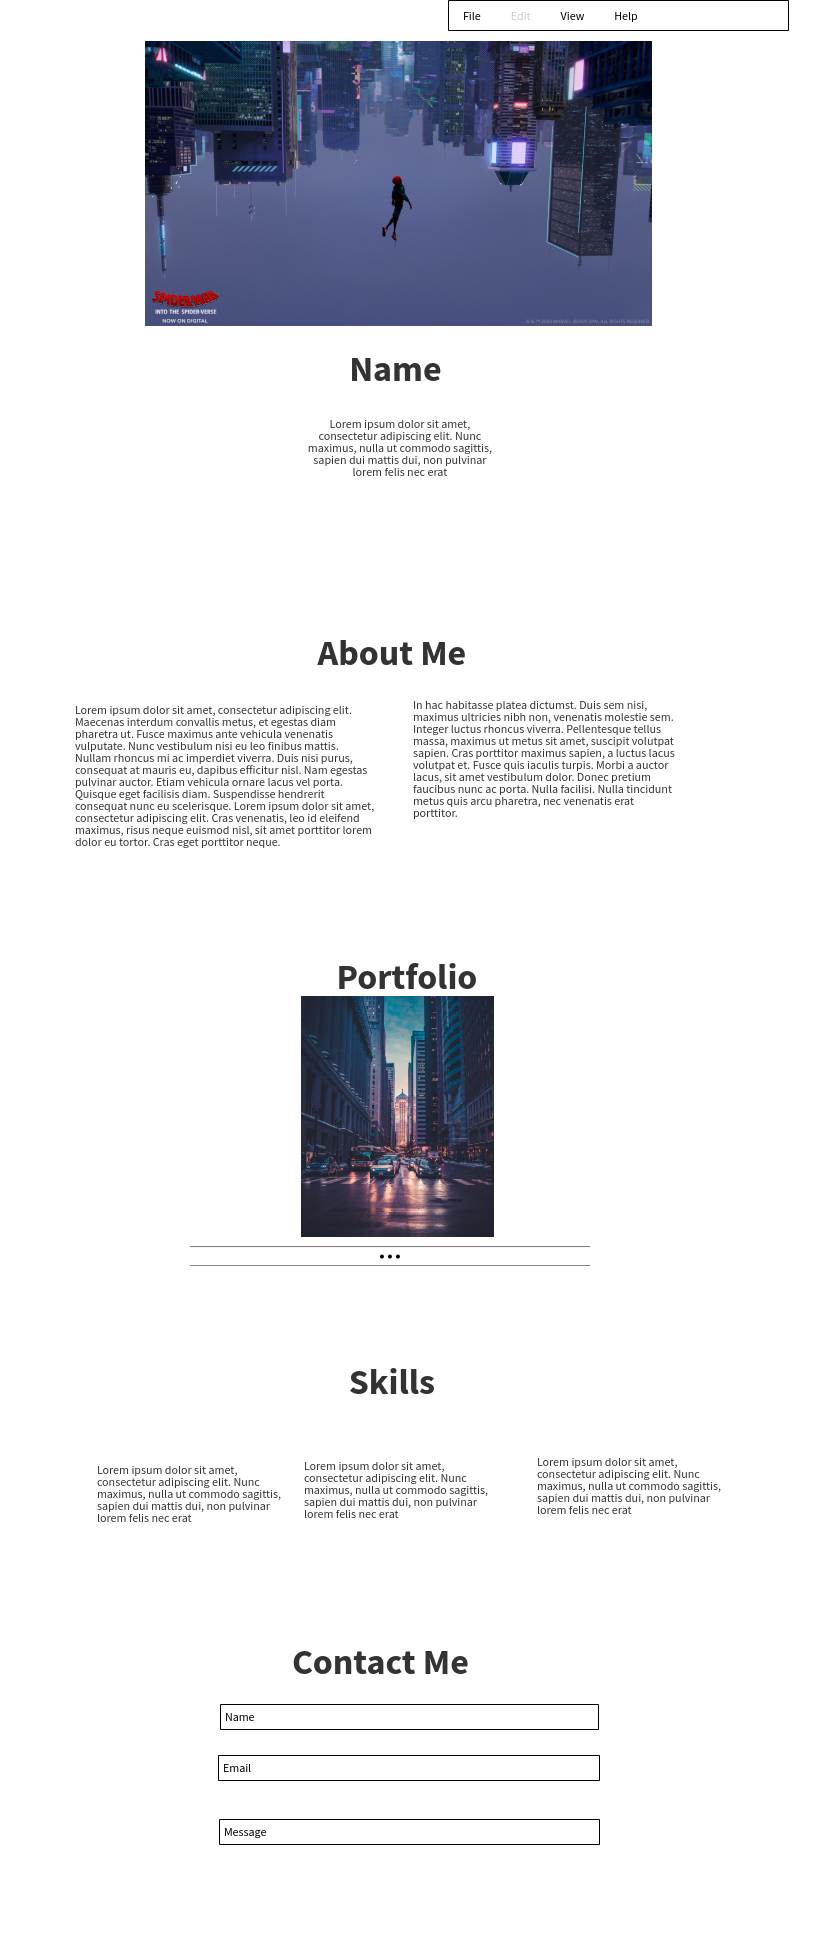 File Edit View Help
SPIDER-MAN
INTO THE SPIDER-VERSE
NOW ON DIGITAL
ALL RIGHTS RESERVED
Name
Lorem ipsum dolor sit amet,
consectetur adipiscing elit. Nunc
maximus, nulla ut commodo sagittis,
sapien dui mattis dui, non pulvinar
lorem felis nec erat
About Me
Lorem ipsum dolor sit amet, consectetur adipiscing elit.
Maecenas interdum convallis metus, et egestas diam
pharetra ut. Fusce maximus ante vehicula venenatis
vulputate. Nunc vestibulum nisi eu leo finibus mattis.
Nullam rhoncus mi ac imperdiet viverra. Duis nisi purus,
consequat at mauris eu, dapibus efficitur nisl. Nam egestas
pulvinar auctor. Etiam vehicula ornare lacus vel porta.
Quisque eget facilisis diam. Suspendisse hendrerit
consequat nunc eu scelerisque. Lorem ipsum dolor sit amet,
consectetur adipiscing elit. Cras venenatis, leo id eleifend
maximus, risus neque euismod nisl, sit amet porttitor lorem
dolor eu tortor. Cras eget porttitor neque.
In hac habitasse platea dictumst. Duis sem nisi,
maximus ultricies nibh non, venenatis molestie sem.
Integer luctus rhoncus viverra. Pellentesque tellus
massa, maximus ut metus sit amet, suscipit volutpat
sapien. Cras porttitor maximus sapien, a luctus lacus
volutpat et. Fusce quis iaculis turpis. Morbi a auctor
lacus, sit amet vestibulum dolor. Donec pretium
faucibus nunc ac porta. Nulla facilisi. Nulla tincidunt
metus quis arcu pharetra, nec venenatis erat
porttitor.
Portfolio
Skills
Lorem ipsum dolor sit amet,
consectetur adipiscing elit. Nunc
maximus, nulla ut commodo sagittis,
sapien dui mattis dui, non pulvinar
lorem felis nec erat
Lorem ipsum dolor sit amet,
consectetur adipiscing elit. Nunc
maximus, nulla ut commodo sagittis,
sapien dui mattis dui, non pulvinar
lorem felis nec erat
Lorem ipsum dolor sit amet,
consectetur adipiscing elit. Nunc
maximus, nulla ut commodo sagittis,
sapien dui mattis dui, non pulvinar
lorem felis nec erat
Contact Me
Name
Email
Message